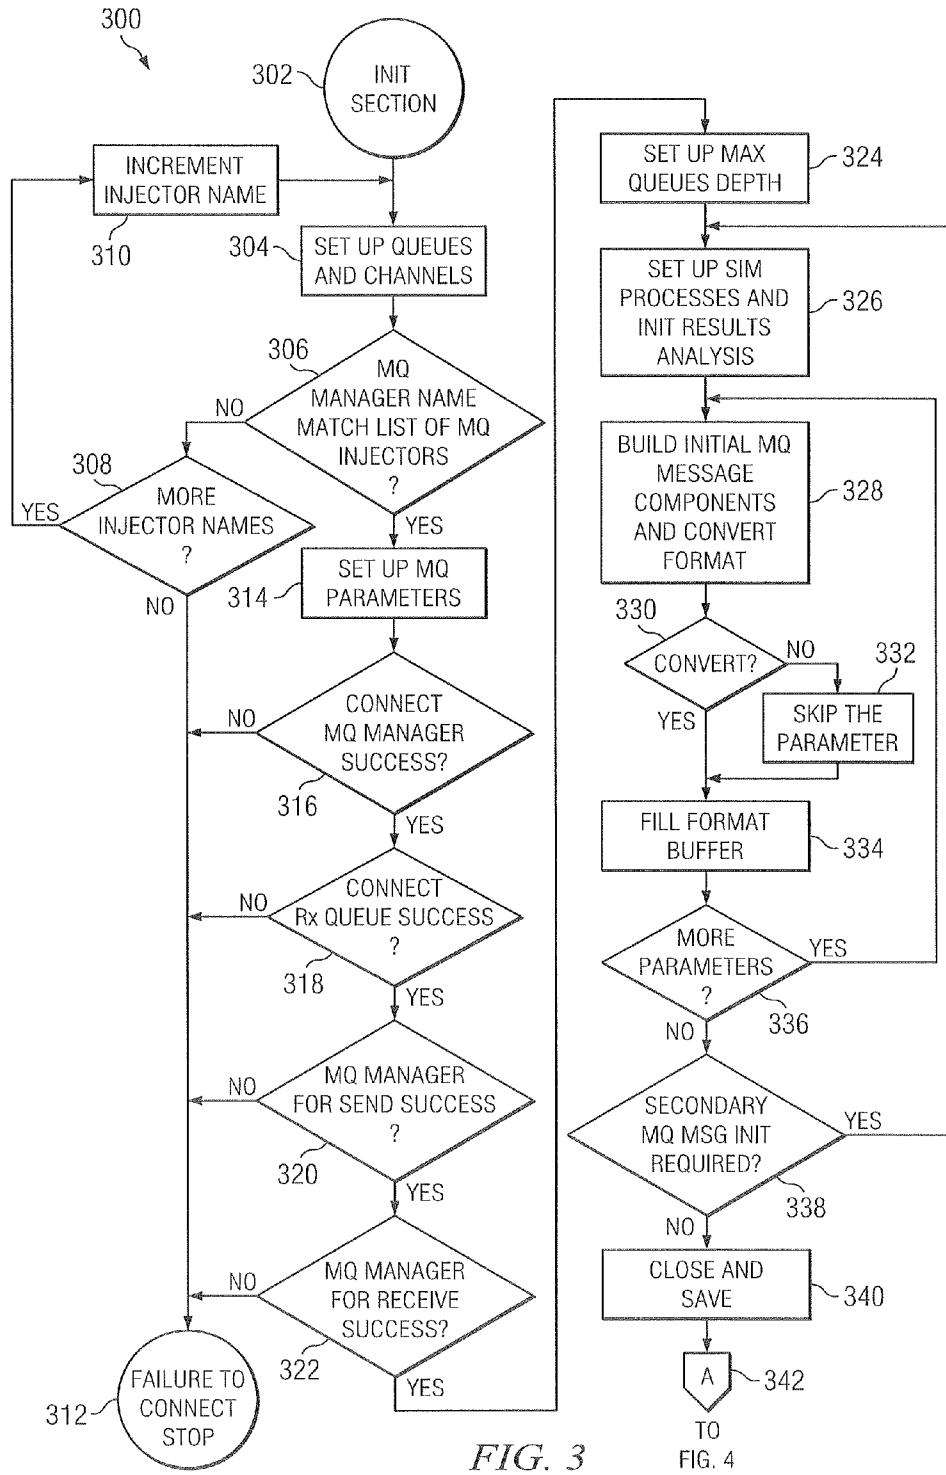 300
302
INIT
SECTION
INCREMENT
INJECTOR NAME
310
304
SET UP QUEUES
AND CHANNELS
306
MQ
MANAGER NAME
MATCH LIST OF MQ
INJECTORS
?
NO
YES
308
MORE
INJECTOR NAMES
?
YES
NO
314
SET UP MQ
PARAMETERS
CONNECT
MQ MANAGER
SUCCESS?
NO
316
YES
CONNECT
Rx QUEUE SUCCESS
?
NO
318
YES
MQ MANAGER
FOR SEND SUCCESS
?
NO
320
YES
MQ MANAGER
FOR RECEIVE
SUCCESS?
NO
322
YES
312
FAILURE TO
CONNECT
STOP
SET UP MAX
QUEUES DEPTH
324
SET UP SIM
PROCESSES AND
INIT RESULTS
ANALYSIS
326
BUILD INITIAL MQ
MESSAGE
COMPONENTS
AND CONVERT
FORMAT
328
330
CONVERT?
NO
YES
332
SKIP THE
PARAMETER
FILL FORMAT
BUFFER
334
MORE
PARAMETERS
?
YES
336
NO
SECONDARY
MQ MSG INIT
REQUIRED?
YES
338
NO
CLOSE AND
SAVE
340
A
342
TO
FIG. 4
FIG. 3